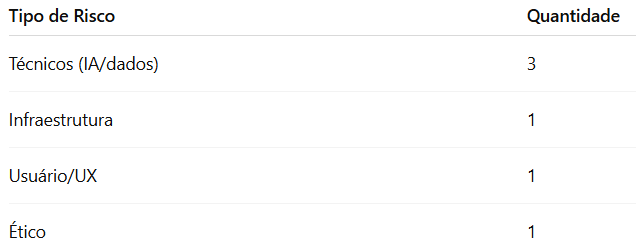 Tipo de Risco Quantidade
Técnicos (IA/dados) 3
Infraestrutura 1
Usuário/UX 1
Ético 1